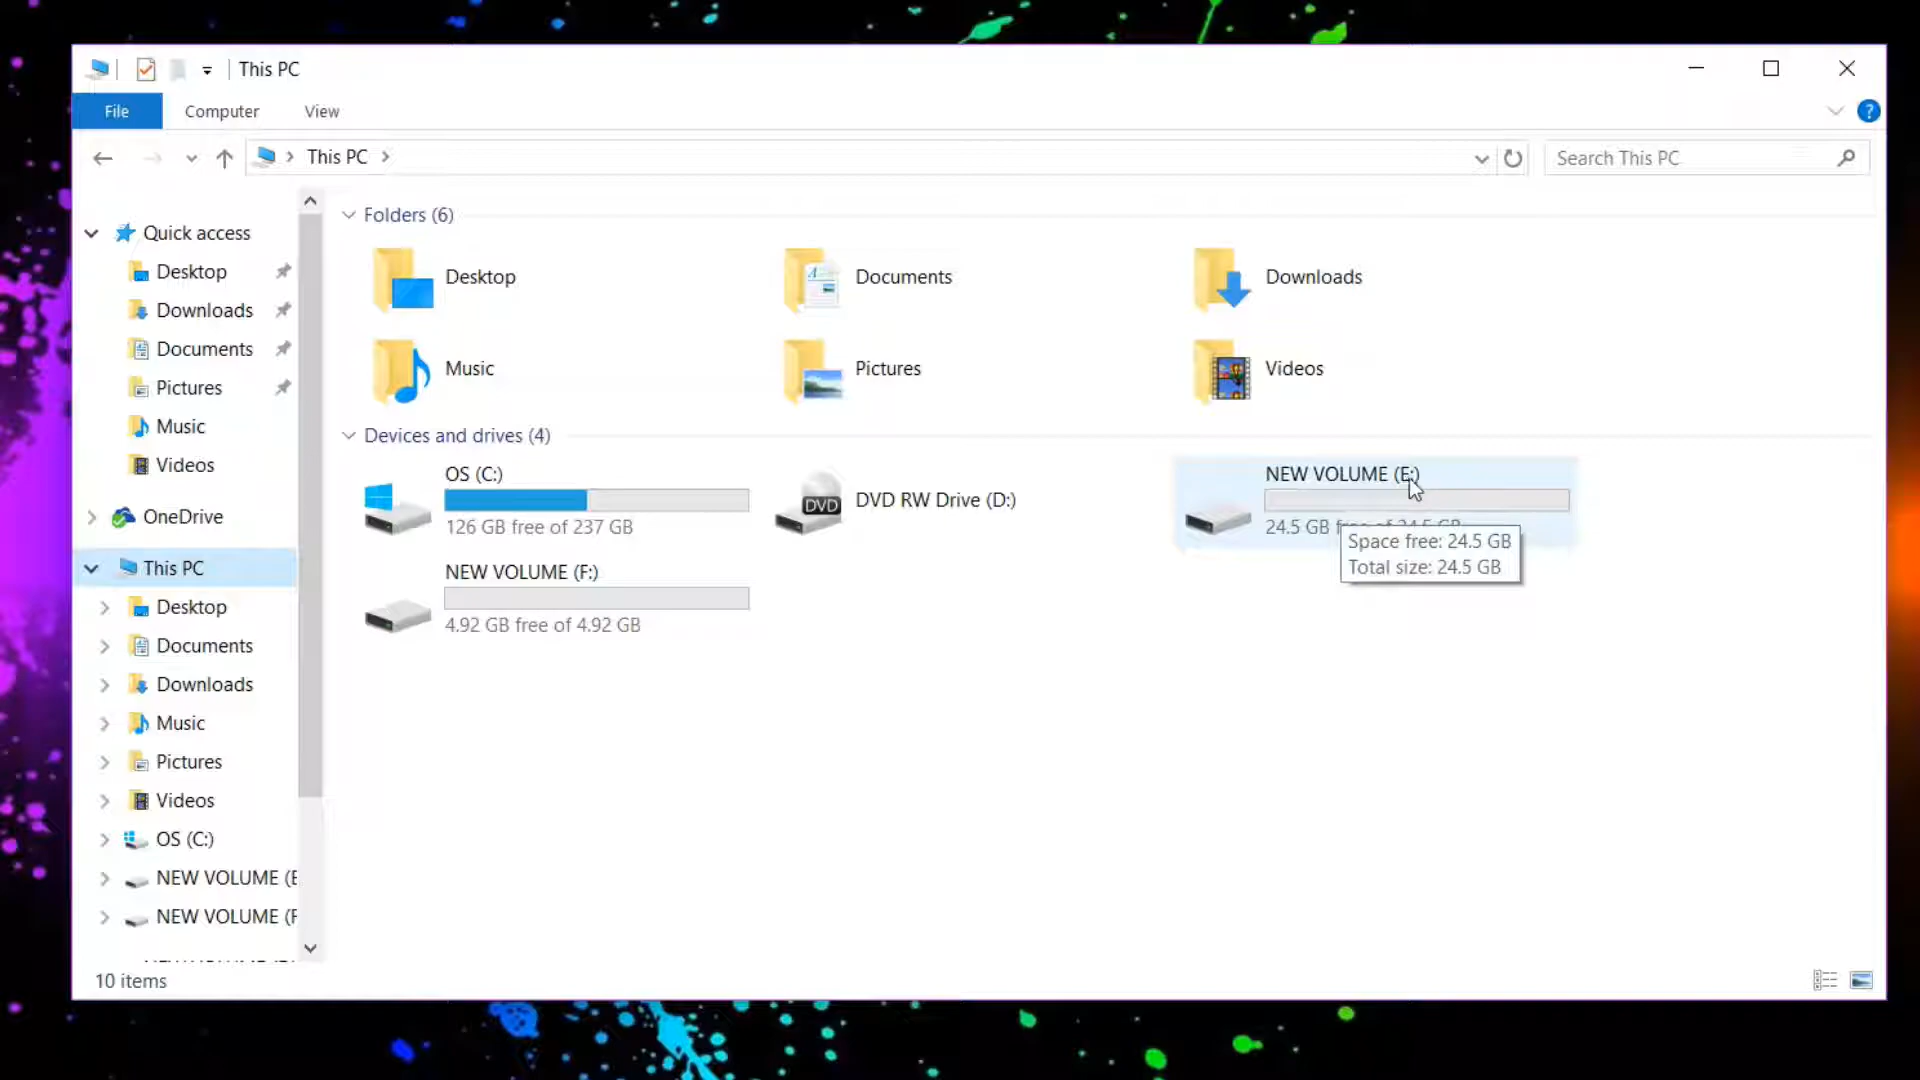 This PC
File Computer View
This PC
Search This PC
Quick access
Desktop
Downloads
Documents
Pictures
Music
Videos
OneDrive
This PC
Desktop
Documents
Downloads
Music
Pictures
Videos
OS (C:)
NEW VOLUME (E
NEW VOLUME (F
Folders (6)
Desktop
Documents
Downloads
Music
Pictures
Videos
Devices and drives (4)
OS (C:)
126 GB free of 237 GB
DVD
DVD RW Drive (D:)
NEW VOLUME (E:)
24.5 GB free of 24.5 GB
Space free: 24.5 GB
Total size: 24.5 GB
NEW VOLUME (F:)
4.92 GB free of 4.92 GB
10 items